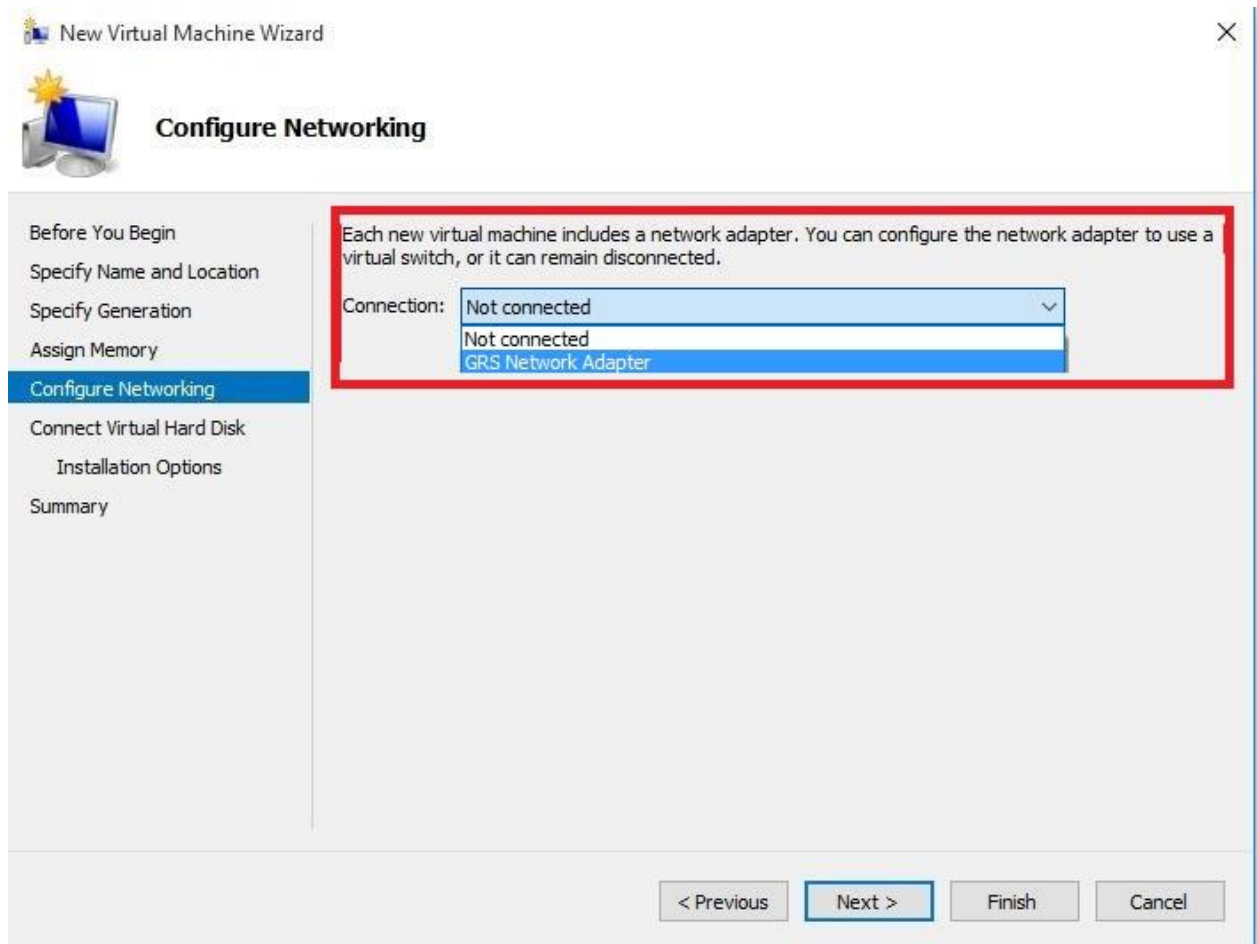 New Virtual Machine Wizard
Configure Networking
Before You Begin
Specify Name and Location
Specify Generation
Assign Memory
Configure Networking
Connect Virtual Hard Disk
Installation Options
Summary
Each new virtual machine includes a network adapter. You can configure the network adapter to use a
virtual switch, or it can remain disconnected.
Connection: Not connected
Not connected
GRS Network Adapter
< Previous Next > Finish Cancel